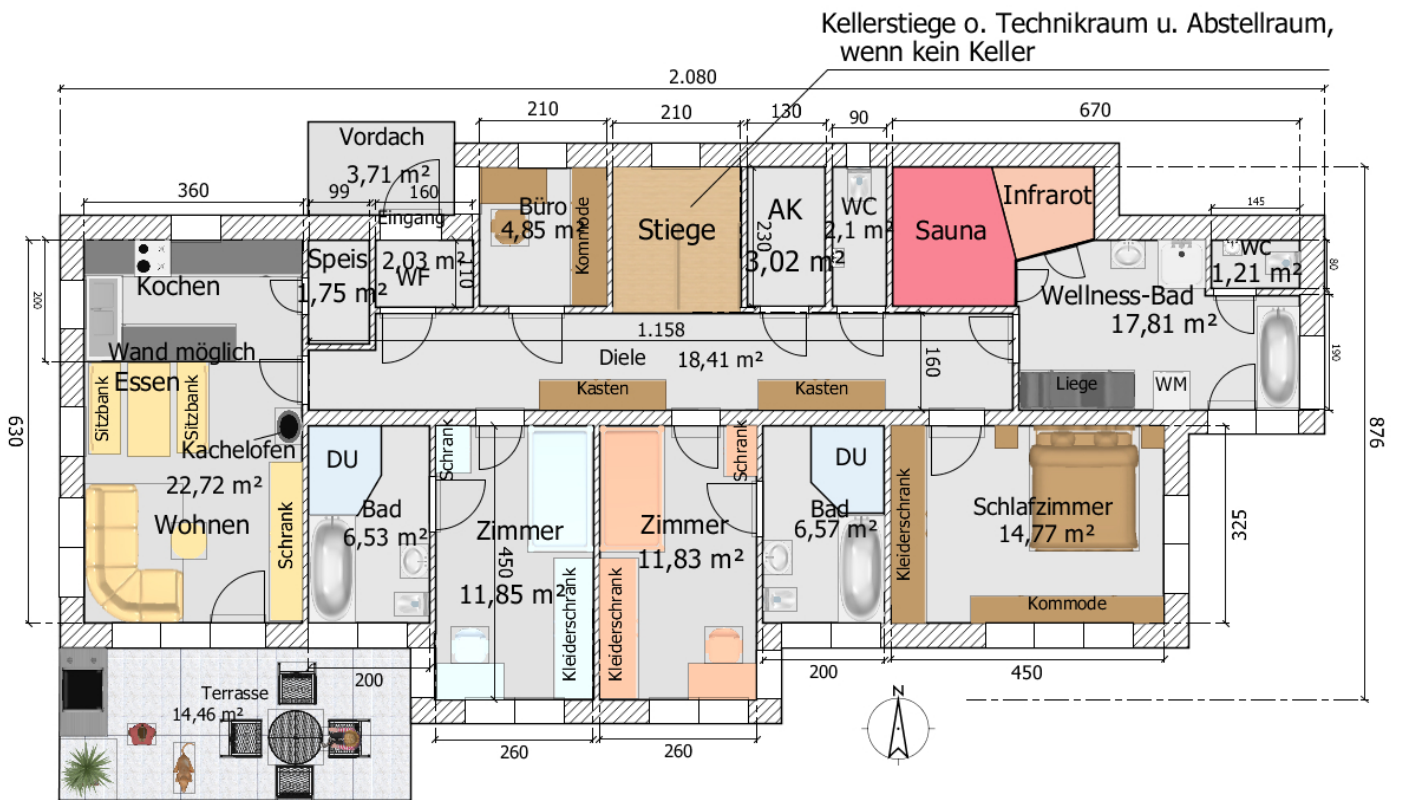 Kellerstiege o. Technikraum u. Abstellraum,
wenn kein Keller
2.080
210
210
130
90
670
Vordach
3,71 m²
360
99
160
Eingang
145
Büro
4,85 m²
Kommode
Stiege
AK
230
3,02 m²
WC
2,1 m²
Sauna
Infrarot
WC
1,21 m²
80
Speis
1,75 m²
2,03 m²
WF
110
Kochen
200
Wellness-Bad
17,81 m²
190
1.158
Diele 18,41 m²
160
Wand möglich
Essen
Sitzbank
Sitzbank
Kasten
Kasten
Liege
WM
630
876
Kachelofen
22,72 m²
Wohnen
Schrank
DU
Bad
6,53 m²
Schrank
Zimmer
450
11,85 m²
Kleiderschrank
Schrank
Zimmer
11,83 m²
Kleiderschrank
DU
Bad
6,57 m²
Kleiderschrank
Schlafzimmer
14,77 m²
Kommode
325
200
200
450
Terrasse
14,46 m²
N
260
260